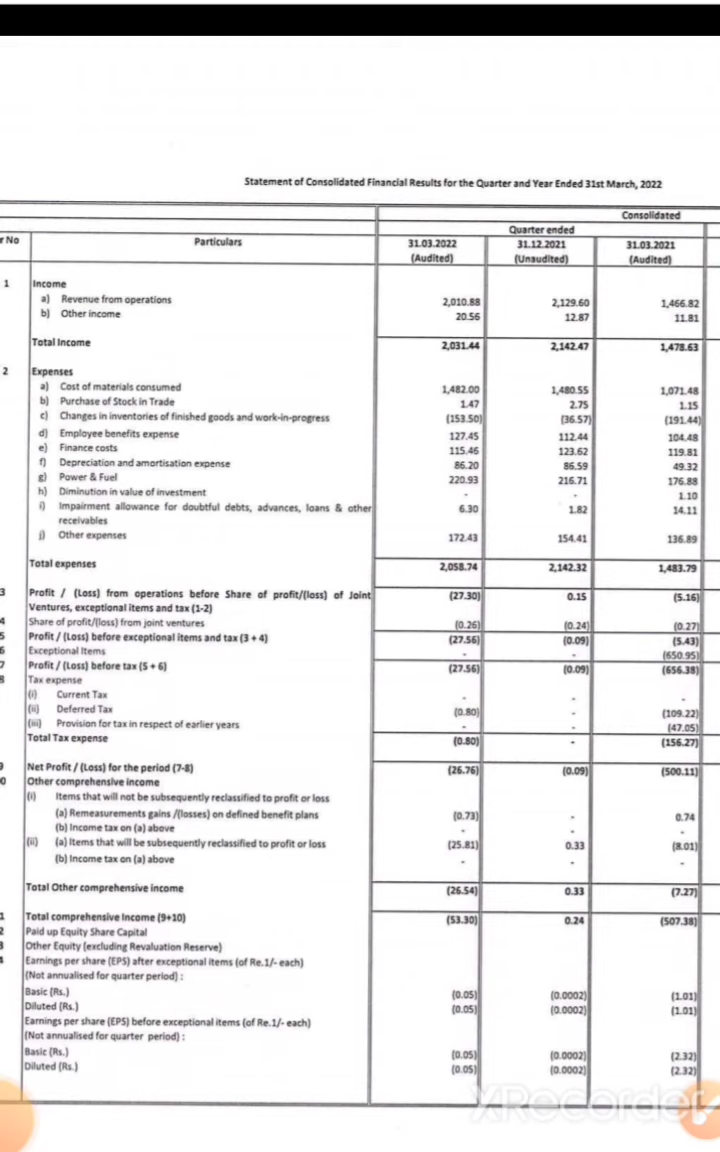 Statement of Consolidated Financial Results for the Quarter and Year Ended 31st March, 2022
Consolidated
Quarter ended
r No Particulars 31.03.2022 31.12.2021 31.03.2021
(Audited) (Unaudited) (Audited)
1 Income
a) Revenue from operations 2,010.88 2,129.60 1,466.82
b) Other income 20.56 12.87 11.81
Total Income 2,031.44 2,142.47 1,478.63
2 Expenses
a) Cost of materials consumed 1,482.00 1,480.55 1,071.48
b) Purchase of Stock in Trade 1.47 2.75 1.15
c) Changes in inventories of finished goods and work-in-progress (153.50) (36.57) (191.44)
d) Employee benefits expense 127.45 112.44 104.48
e) Finance costs 115.46 123.62 119.81
f) Depreciation and amortisation expense 86.20 86.59 49.32
g) Power & Fuel 220.93 216.71 176.88
h) Diminution in value of investment - - 1.10
i) Impairment allowance for doubtful debts, advances, loans & other 6.30 1.82 14.11
receivables
j) Other expenses 172.43 154.41 136.89
Total expenses 2,058.74 2,142.32 1,483.79
3 Profit / (Loss) from operations before Share of profit/(loss) of Joint (27.30) 0.15 (5.16)
Ventures, exceptional items and tax (1-2)
4 Share of profit/(loss) from joint ventures (0.26) (0.24) (0.27)
5 Profit / (Loss) before exceptional items and tax (3 + 4) (27.56) (0.09) (5.43)
6 Exceptional Items - - (650.95)
7 Profit / (Loss) before tax (5 + 6) (27.56) (0.09) (656.38)
8 Tax expense
(i) Current Tax - - -
(ii) Deferred Tax (0.80) - (109.22)
(iii) Provision for tax in respect of earlier years - - (47.05)
Total Tax expense (0.80) - (156.27)
9 Net Profit / (Loss) for the period (7-8) (26.76) (0.09) (500.11)
0 Other comprehensive income
(i) Items that will not be subsequently reclassified to profit or loss
(a) Remeasurements gains /(losses) on defined benefit plans (0.73) - 0.74
(b) Income tax on (a) above - - -
(ii) (a) Items that will be subsequently reclassified to profit or loss (25.81) 0.33 (8.01)
(b) Income tax on (a) above - - -
Total Other comprehensive income (26.54) 0.33 (7.27)
1 Total comprehensive Income (9+10) (53.30) 0.24 (507.38)
2 Paid up Equity Share Capital
3 Other Equity (excluding Revaluation Reserve)
4 Earnings per share (EPS) after exceptional items (of Re.1/- each)
(Not annualised for quarter period) :
Basic (Rs.) (0.05) (0.0002) (1.01)
Diluted (Rs.) (0.05) (0.0002) (1.01)
Earnings per share (EPS) before exceptional items (of Re.1/- each)
(Not annualised for quarter period) :
Basic (Rs.) (0.05) (0.0002) (2.32)
Diluted (Rs.) (0.05) (0.0002) (2.32)
XRecorder